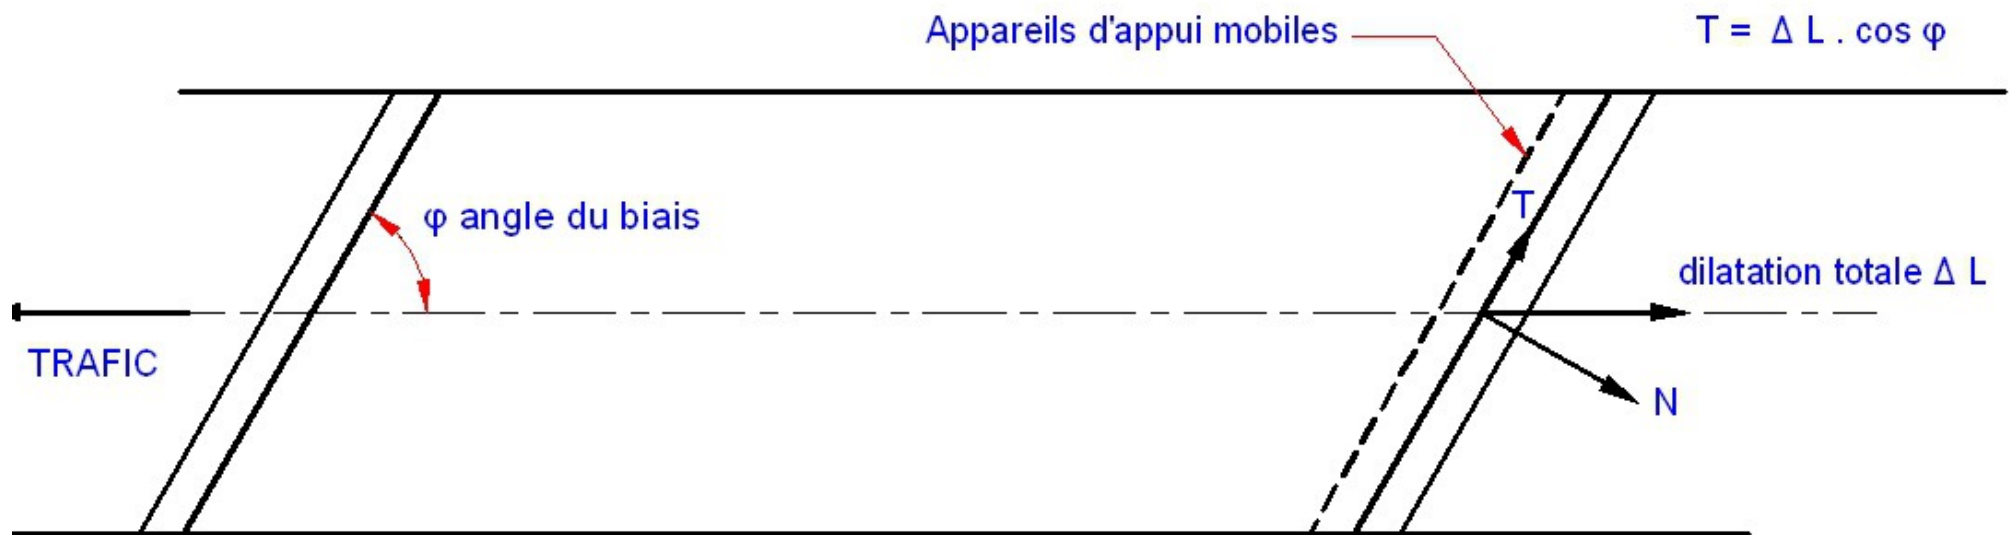 Appareils d'appui mobiles
T = Δ L . cos φ
φ angle du biais
T
dilatation totale Δ L
TRAFIC
N